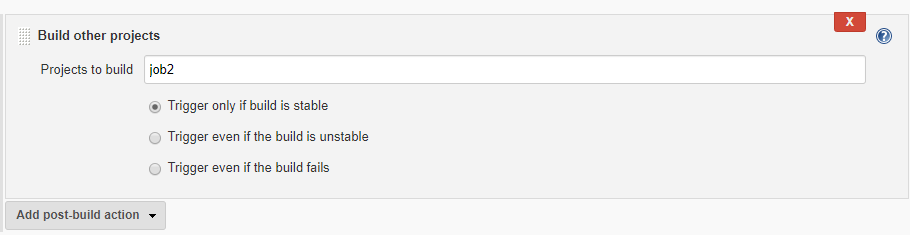 X
Build other projects
?
Projects to build job2
Trigger only if build is stable
Trigger even if the build is unstable
Trigger even if the build fails
Add post-build action